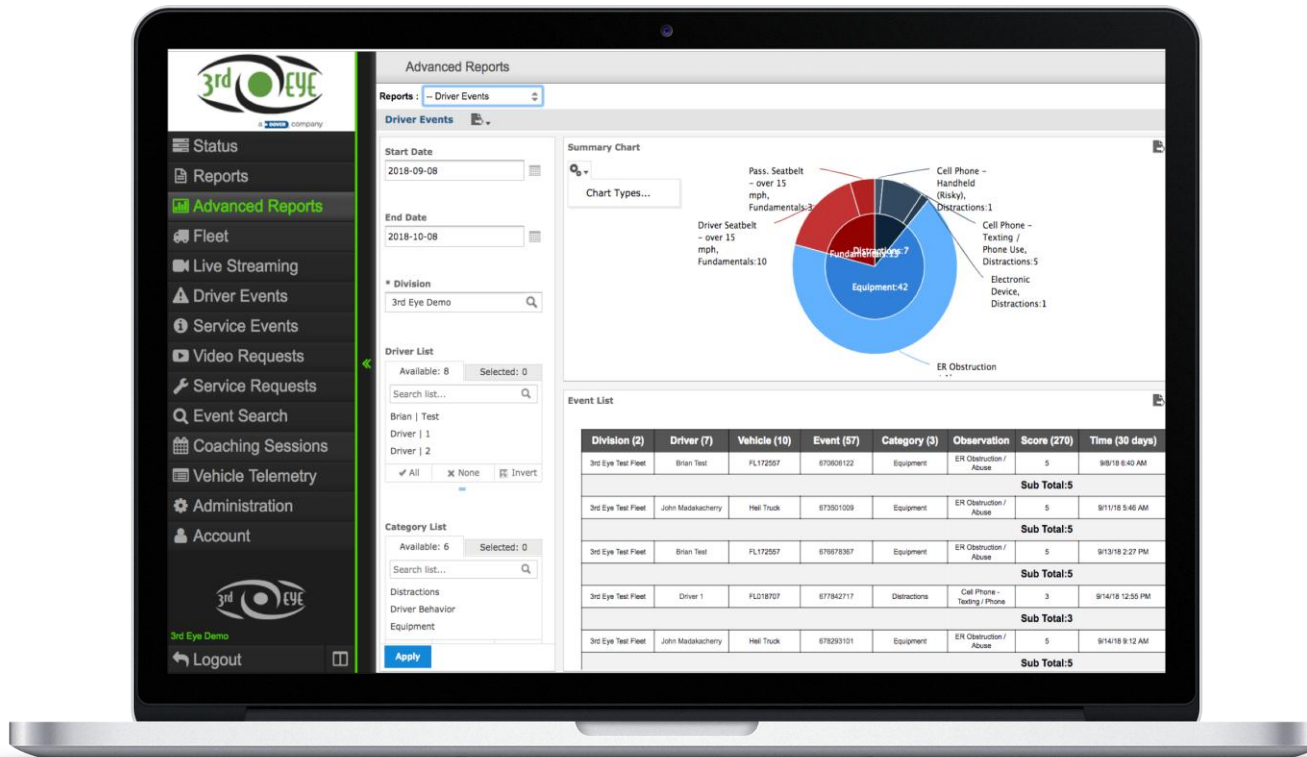 3rd EYE
a DOVER company
Status
Reports
Advanced Reports
Fleet
Live Streaming
Driver Events
Service Events
Video Requests
Service Requests
Event Search
Coaching Sessions
Vehicle Telemetry
Administration
Account
3rd EYE
3rd Eye Demo
Logout
«
Advanced Reports
Reports : -- Driver Events
Driver Events
Start Date
2018-09-08
End Date
2018-10-08
* Division
3rd Eye Demo
Driver List
Available: 8 Selected: 0
Search list...
Brian | Test
Driver | 1
Driver | 2
All None Invert
Category List
Available: 6 Selected: 0
Search list...
Distractions
Driver Behavior
Equipment
Apply
Summary Chart
Chart Types...
Pass. Seatbelt
– over 15
mph,
Fundamentals:3
Driver Seatbelt
– over 15
mph,
Fundamentals:10
Cell Phone –
Handheld
(Risky),
Distractions:1
Cell Phone –
Texting /
Phone Use,
Distractions:5
Electronic
Device,
Distractions:1
Distractions:7
Fundamentals:13
Equipment:42
ER Obstruction
Event List
Division (2) Driver (7) Vehicle (10) Event (57) Category (3) Observation Score (270) Time (30 days)
3rd Eye Test Fleet Brian Test FL172557 670606122 Equipment ER Obstruction / Abuse 5 9/8/18 6:40 AM
Sub Total:5
3rd Eye Test Fleet John Madakacherry Heil Truck 673501009 Equipment ER Obstruction / Abuse 5 9/11/18 5:46 AM
Sub Total:5
3rd Eye Test Fleet Brian Test FL172557 676678367 Equipment ER Obstruction / Abuse 5 9/13/18 2:27 PM
Sub Total:5
3rd Eye Test Fleet Driver 1 FL018707 677842717 Distractions Cell Phone - Texting / Phone 3 9/14/18 12:55 PM
Sub Total:3
3rd Eye Test Fleet John Madakacherry Heil Truck 678293101 Equipment ER Obstruction / Abuse 5 9/14/18 9:12 AM
Sub Total:5